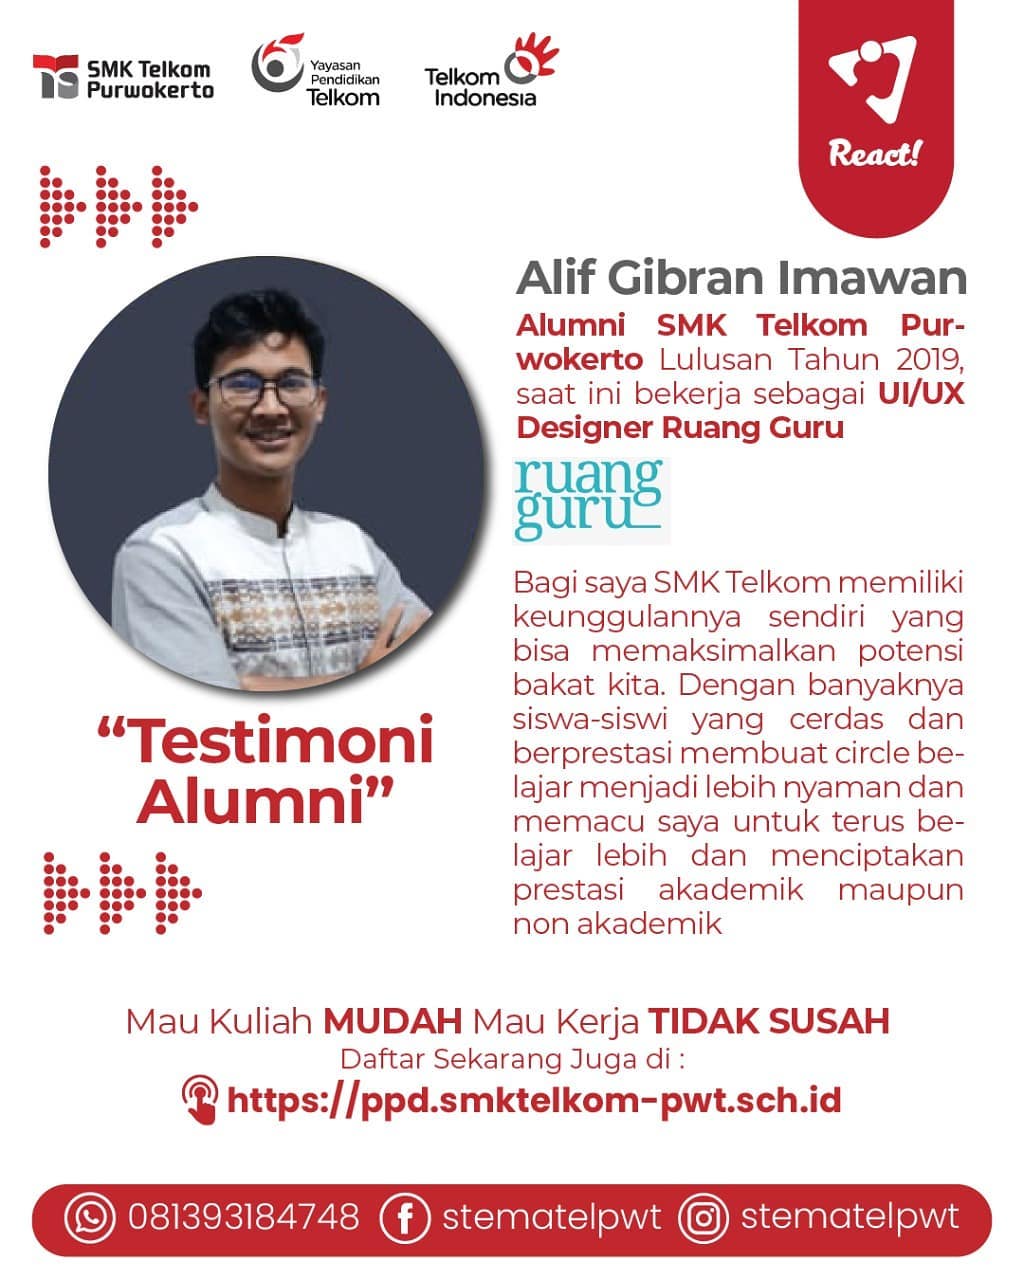 SMK Telkom
Purwokerto
Yayasan
Pendidikan
Telkom
Telkom
Indonesia
React!
Alif Gibran Imawan
Alumni SMK Telkom Pur-
wokerto Lulusan Tahun 2019,
saat ini bekerja sebagai UI/UX
Designer Ruang Guru
ruang
guru
Bagi saya SMK Telkom memiliki
keunggulannya sendiri yang
bisa memaksimalkan potensi
bakat kita. Dengan banyaknya
siswa-siswi yang cerdas dan
berprestasi membuat circle be-
lajar menjadi lebih nyaman dan
memacu saya untuk terus be-
lajar lebih dan menciptakan
prestasi akademik maupun
non akademik
“Testimoni
Alumni”
Mau Kuliah MUDAH Mau Kerja TIDAK SUSAH
Daftar Sekarang Juga di :
https://ppd.smktelkom-pwt.sch.id
081393184748 stematelpwt stematelpwt